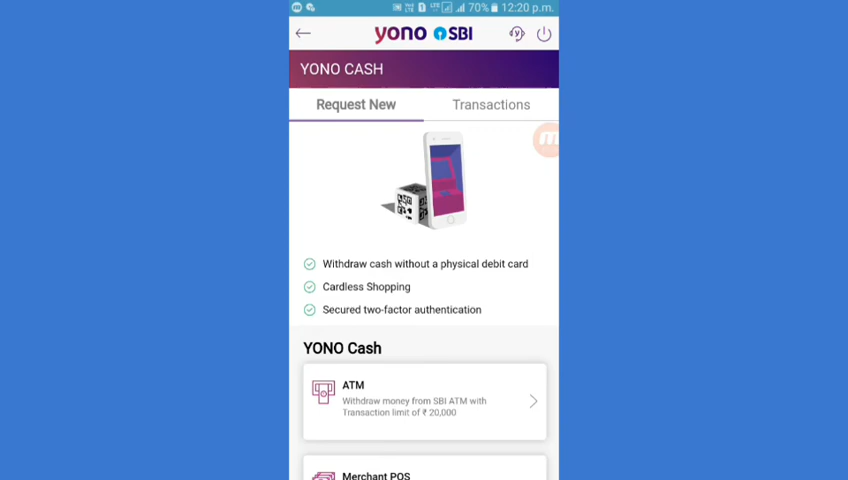 70% 12:20 p.m.
yono SBI
YONO CASH
Request New Transactions
Withdraw cash without a physical debit card
Cardless Shopping
Secured two-factor authentication
YONO Cash
ATM
Withdraw money from SBI ATM with
Transaction limit of ₹ 20,000
Merchant POS